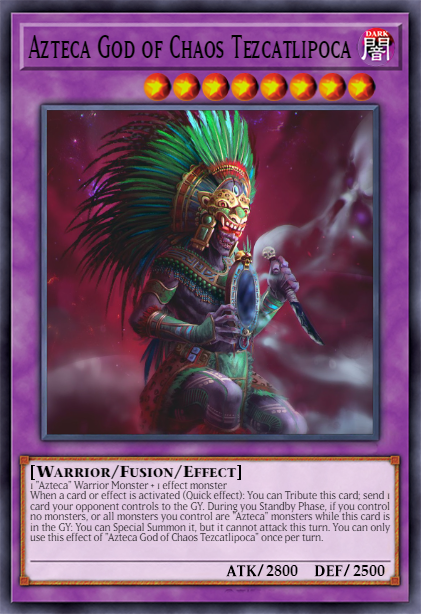 Azteca God of Chaos Tezcatlipoca
DARK
闇
[Warrior/Fusion/Effect]
1 "Azteca" Warrior Monster + 1 effect monster
When a card or effect is activated (Quick effect): You can Tribute this card; send 1
card your opponent controls to the GY. During you Standby Phase, if you control
no monsters, or all monsters you control are "Azteca" monsters while this card is
in the GY: You can Special Summon it, but it cannot attack this turn. You can only
use this effect of "Azteca God of Chaos Tezcatlipoca" once per turn.
ATK/2800 DEF/2500